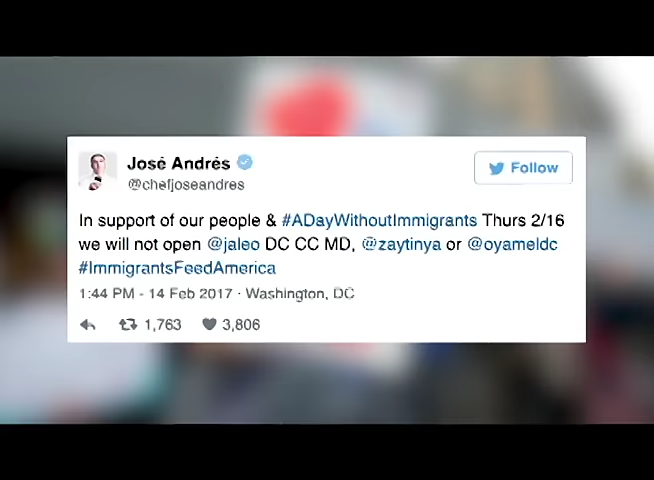 José Andrés
@chefjoseandres
Follow
In support of our people & #ADayWithoutImmigrants Thurs 2/16
we will not open @jaleo DC CC MD, @zaytinya or @oyameldc
#ImmigrantsFeedAmerica
1:44 PM - 14 Feb 2017 · Washington, DC
1,763 3,806